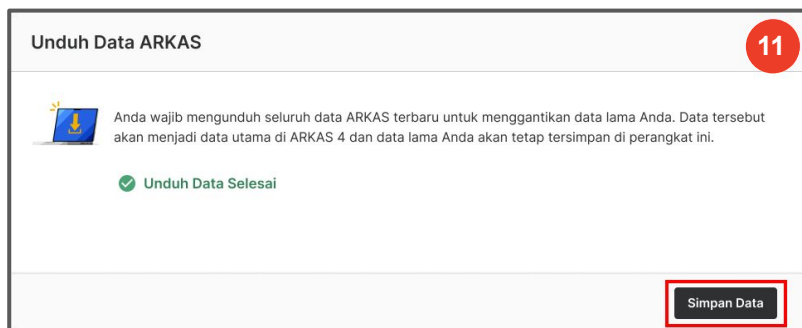 Unduh Data ARKAS
11
Anda wajib mengunduh seluruh data ARKAS terbaru untuk menggantikan data lama Anda. Data tersebut
akan menjadi data utama di ARKAS 4 dan data lama Anda akan tetap tersimpan di perangkat ini.
Unduh Data Selesai
Simpan Data